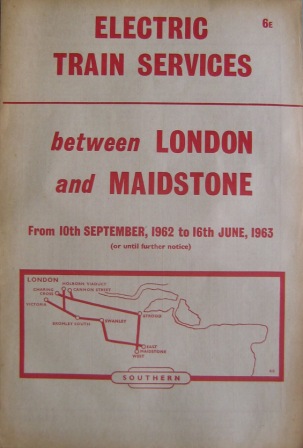 ELECTRIC
6E
TRAIN SERVICES
between LONDON
and MAIDSTONE
From 10th SEPTEMBER, 1962 to 16th JUNE, 1963
(or until further notice)
LONDON
HOLBORN VIADUCT
CHARING CROSS
CANNON STREET
VICTORIA
BROMLEY SOUTH
SWANLEY
STROOD
EAST
MAIDSTONE
WEST
SOUTHERN